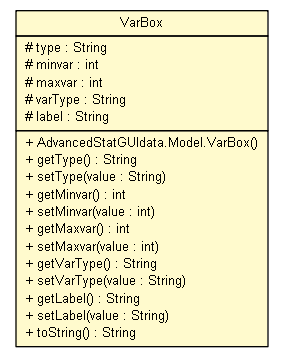 VarBox
# type : String
# minvar : int
# maxvar : int
# varType : String
# label : String
+ AdvancedStatGUIdata.Model.VarBox()
+ getType() : String
+ setType(value : String)
+ getMinvar() : int
+ setMinvar(value : int)
+ getMaxvar() : int
+ setMaxvar(value : int)
+ getVarType() : String
+ setVarType(value : String)
+ getLabel() : String
+ setLabel(value : String)
+ toString() : String